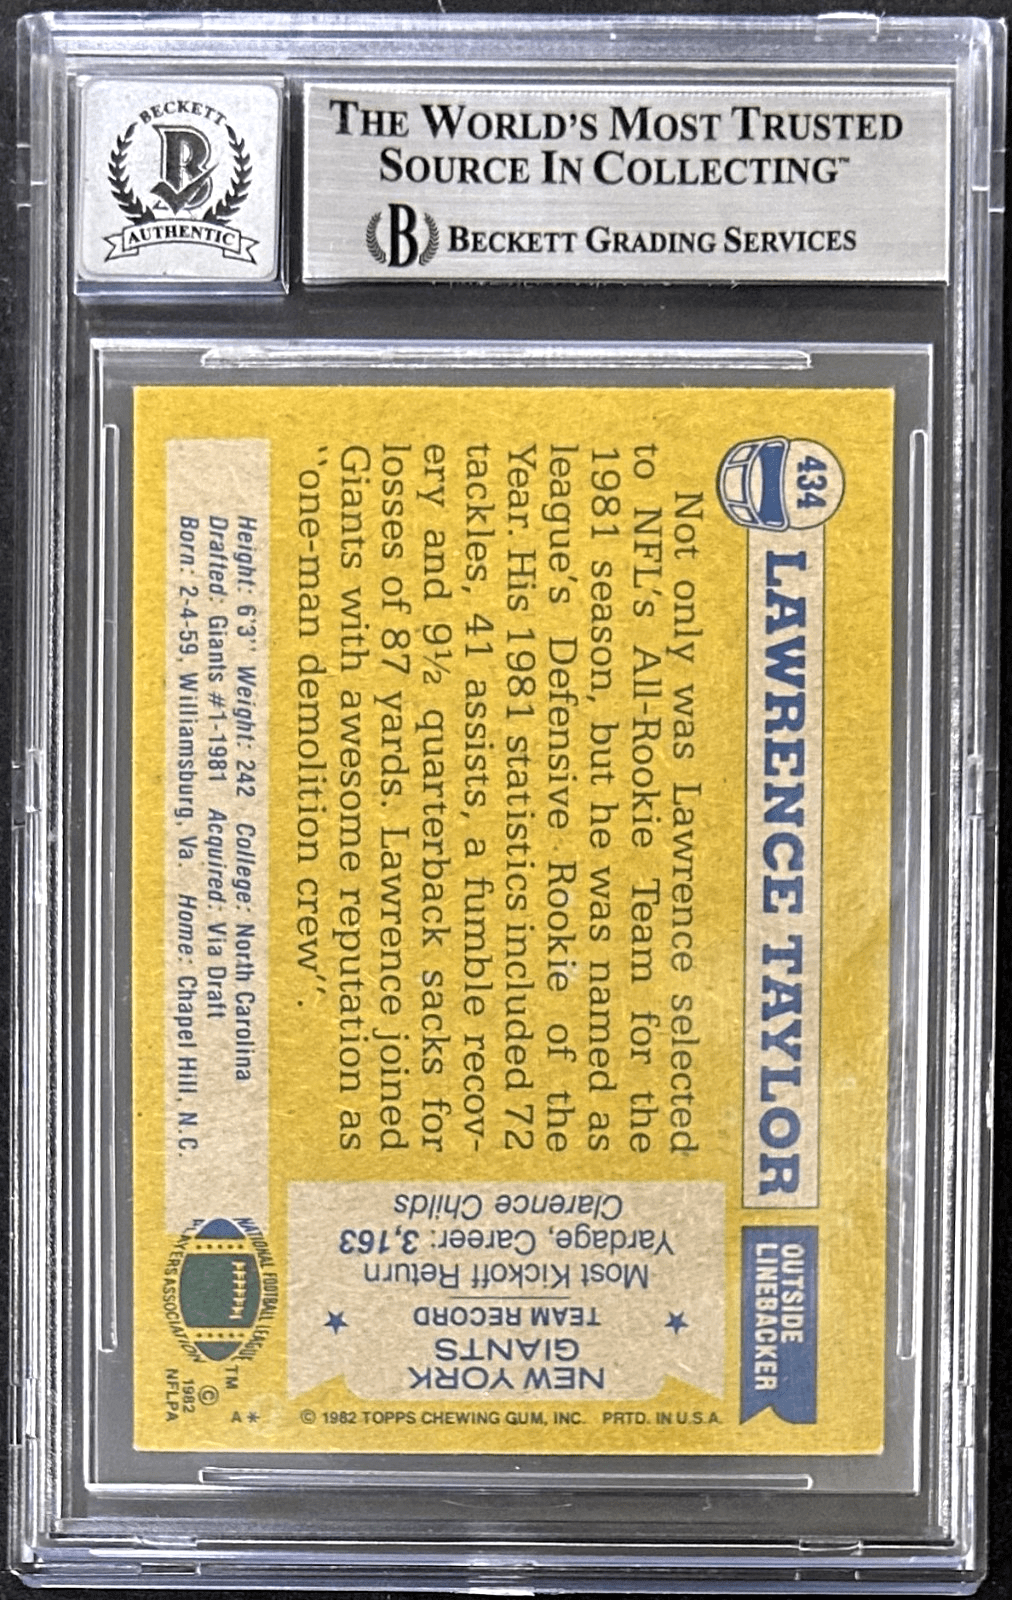 BECKETT
AUTHENTIC
THE WORLD'S MOST TRUSTED
SOURCE IN COLLECTING™
B BECKETT GRADING SERVICES
434
LAWRENCE TAYLOR
OUTSIDE
LINEBACKER
Not only was Lawrence selected
to NFL's All-Rookie Team for the
1981 season, but he was named as
league's Defensive Rookie of the
Year. His 1981 statistics included 72
tackles, 41 assists, a fumble recov-
ery and 9½ quarterback sacks for
losses of 87 yards. Lawrence joined
Giants with awesome reputation as
"one-man demolition crew".
NEW YORK
GIANTS
TEAM RECORD
Most Kickoff Return
Yardage, Career: 3,163
Clarence Childs
Height: 6'3" Weight: 242 College: North Carolina
Drafted: Giants #1-1981 Acquired: Via Draft
Born: 2-4-59, Williamsburg, Va. Home: Chapel Hill, N.C.
NATIONAL FOOTBALL LEAGUE
PLAYERS ASSOCIATION
TM
©
1982
NFLPA
A*
© 1982 TOPPS CHEWING GUM, INC. PRTD. IN U.S.A.